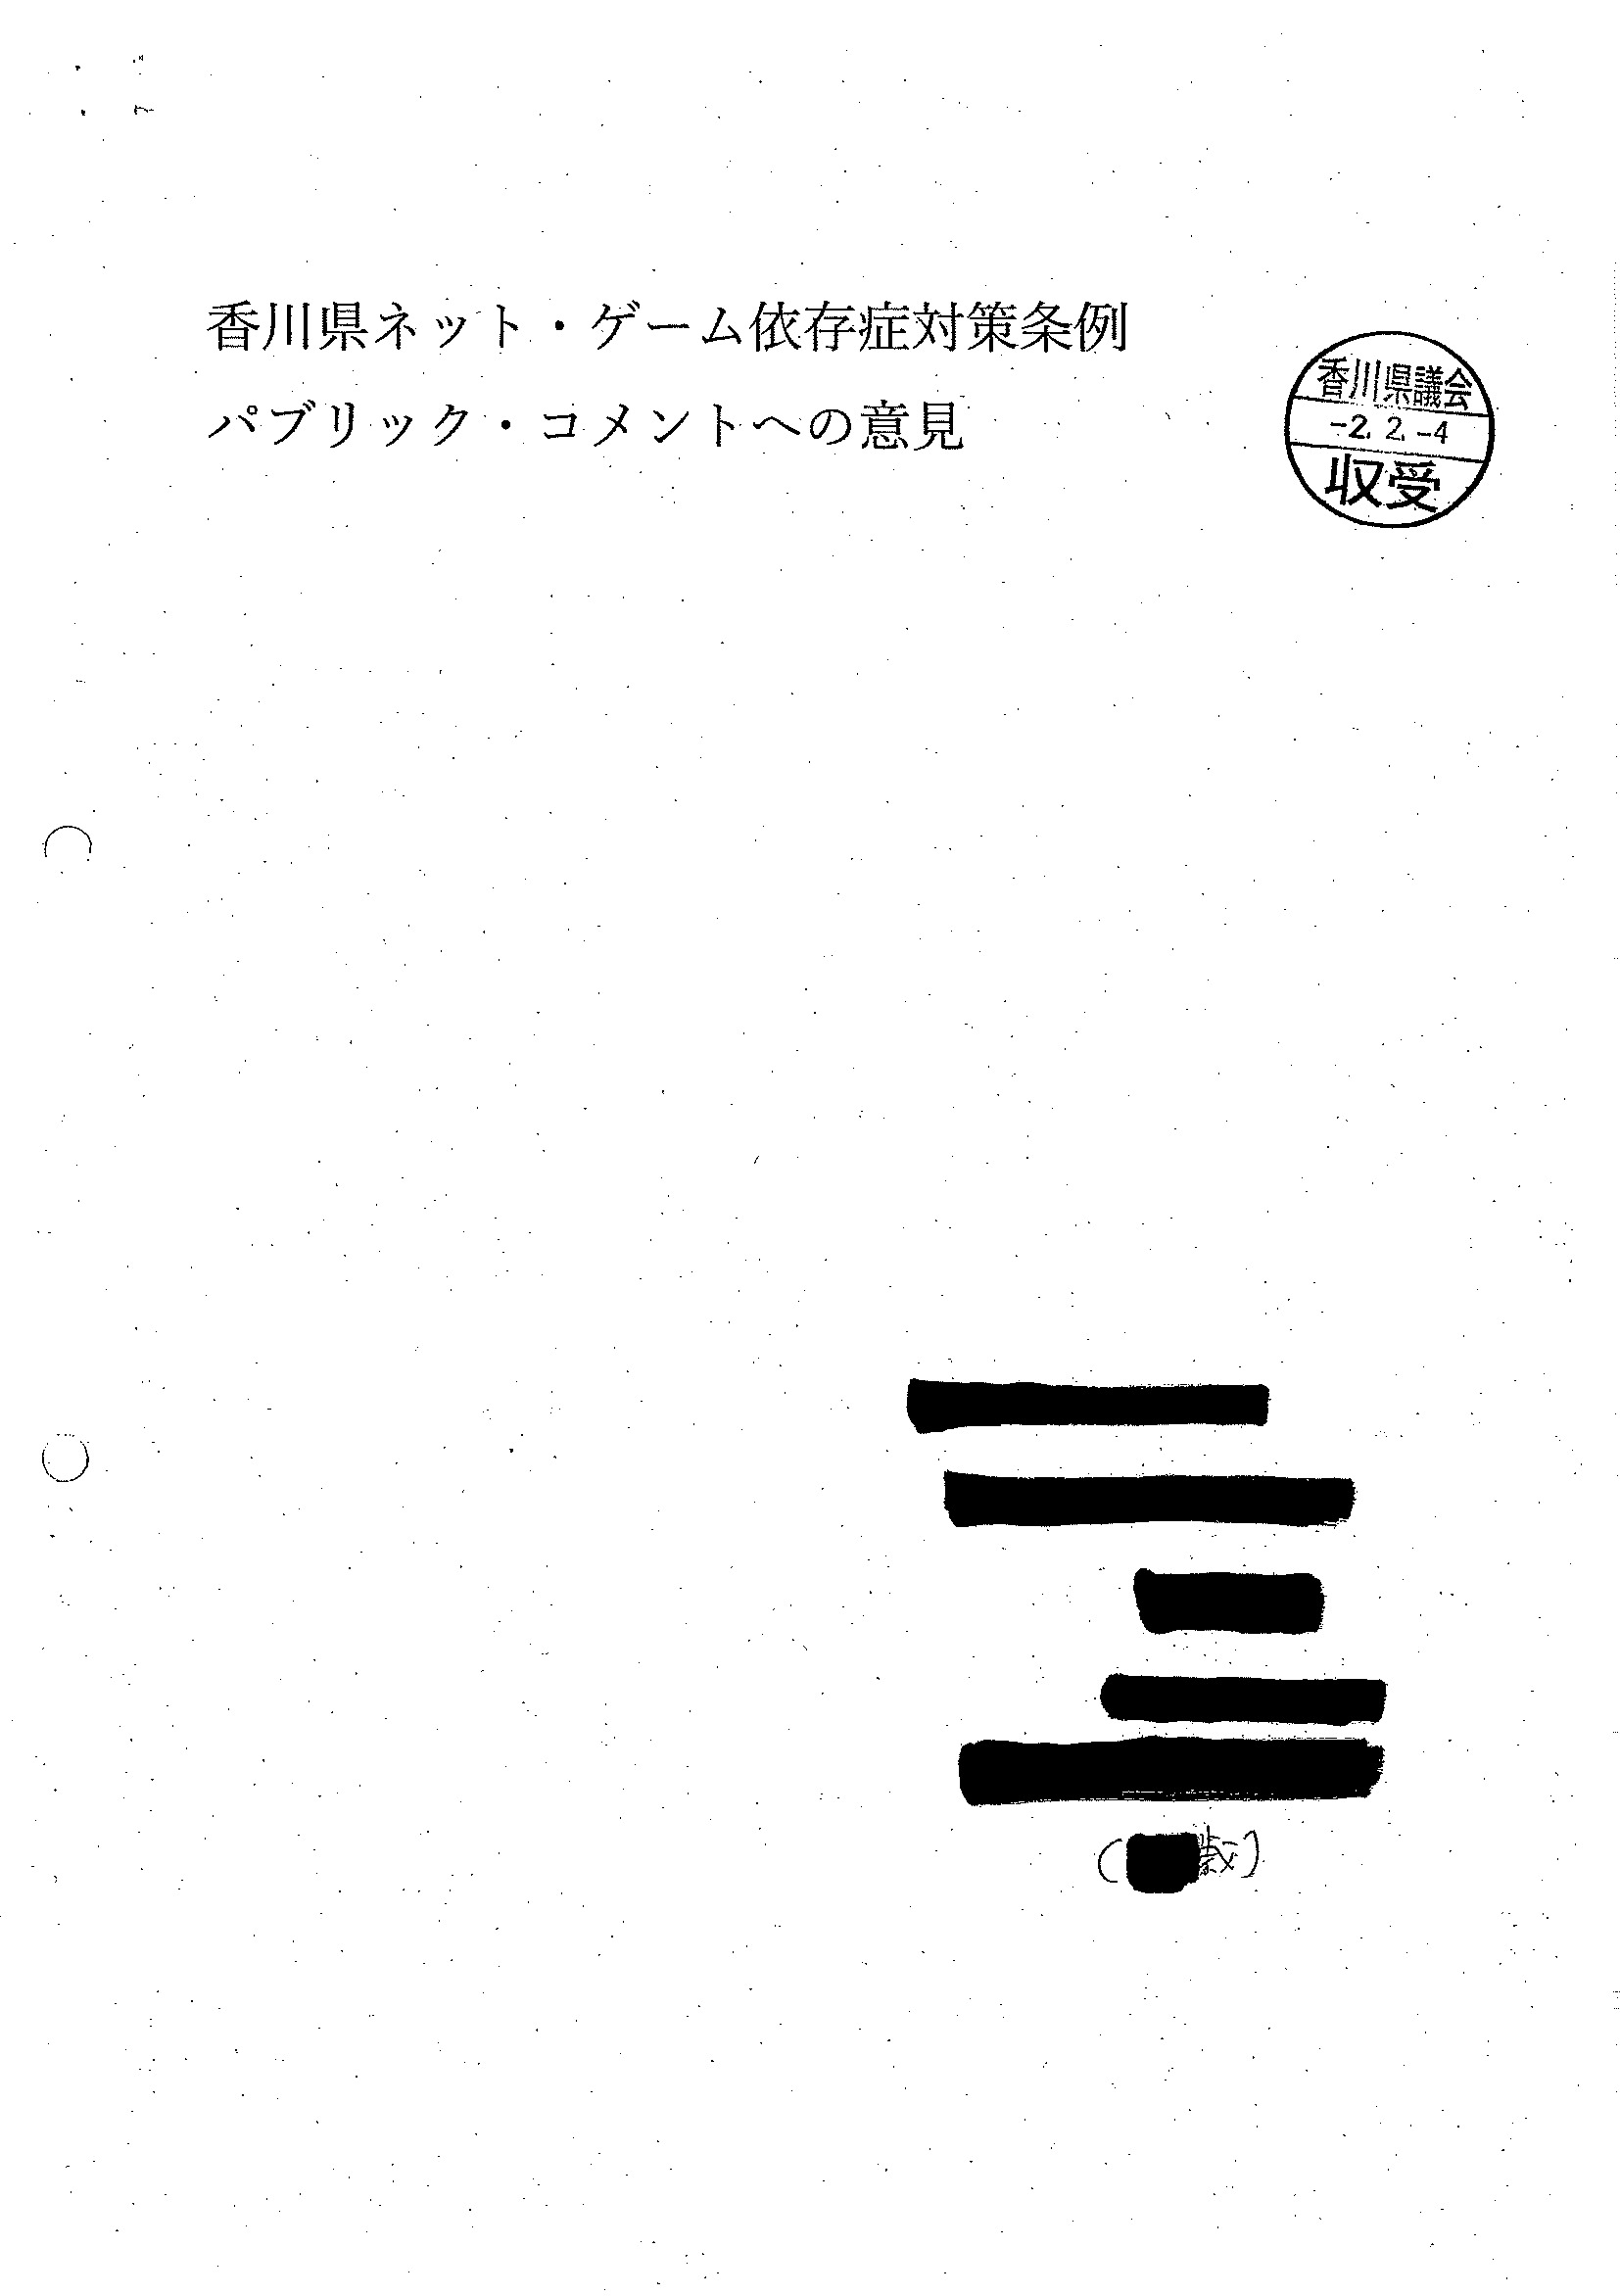 香川県ネット・ゲーム依存症対策条例
パブリック・コメントへの意見
香川県議会
-2. 2. -4
収受
(歳)